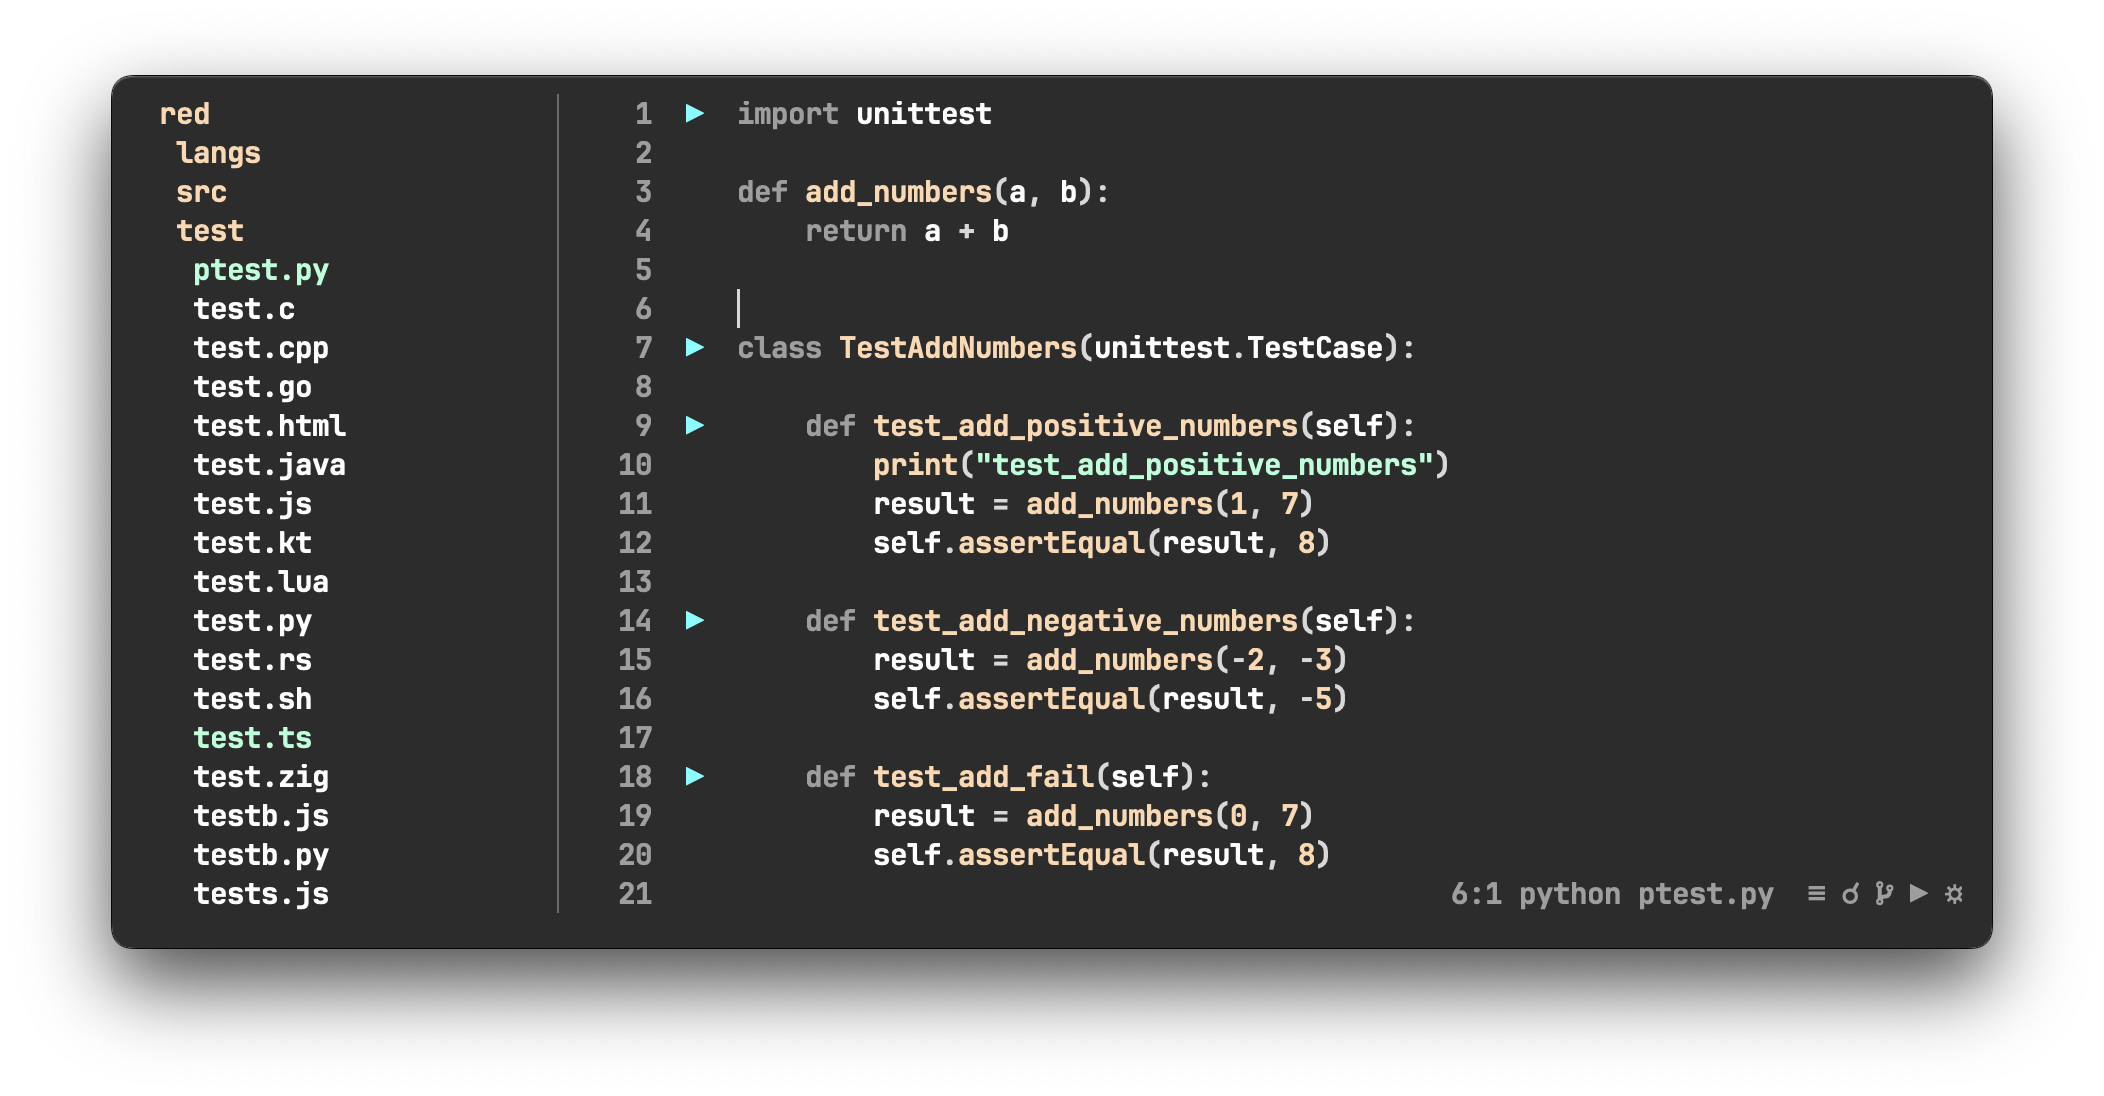 red
langs
src
test
ptest.py
test.c
test.cpp
test.go
test.html
test.java
test.js
test.kt
test.lua
test.py
test.rs
test.sh
test.ts
test.zig
testb.js
testb.py
tests.js
1 import unittest
2
3 def add_numbers(a, b):
4     return a + b
5
6
7 class TestAddNumbers(unittest.TestCase):
8
9     def test_add_positive_numbers(self):
10         print("test_add_positive_numbers")
11         result = add_numbers(1, 7)
12         self.assertEqual(result, 8)
13
14     def test_add_negative_numbers(self):
15         result = add_numbers(-2, -3)
16         self.assertEqual(result, -5)
17
18     def test_add_fail(self):
19         result = add_numbers(0, 7)
20         self.assertEqual(result, 8)
21
6:1 python ptest.py